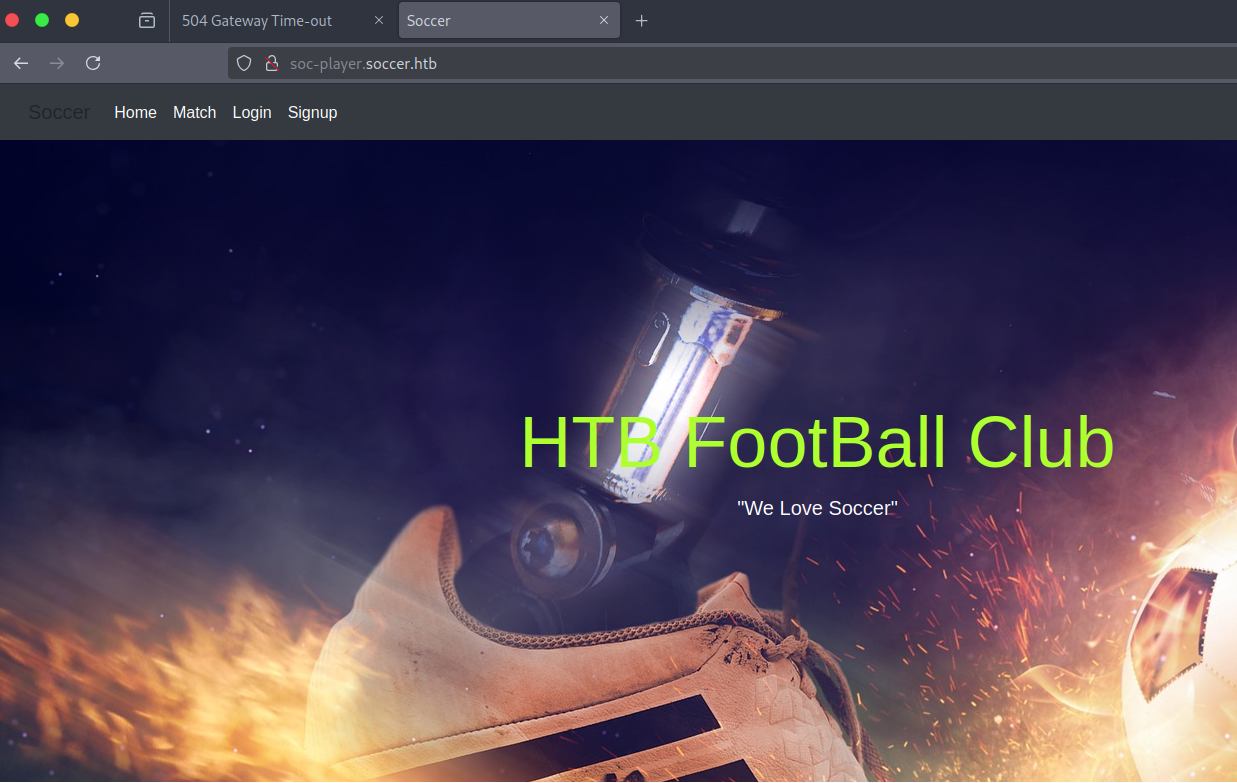 504 Gateway Time-out
Soccer
soc-player.soccer.htb
Soccer Home Match Login Signup
HTB FootBall Club
"We Love Soccer"